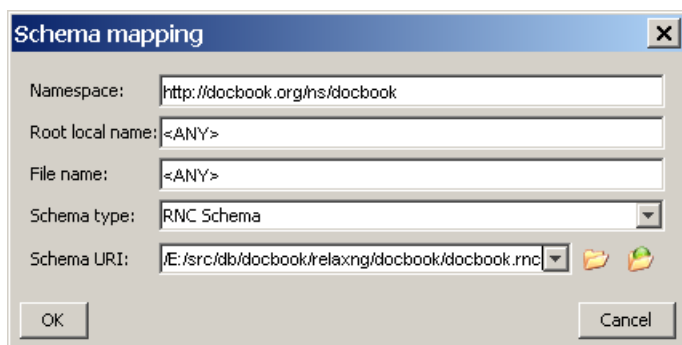 Schema mapping
Namespace: http://docbook.org/ns/docbook
Root local name: <ANY>
File name: <ANY>
Schema type: RNC Schema
Schema URI: /E:/src/db/docbook/relaxng/docbook/docbook.rnc
OK Cancel